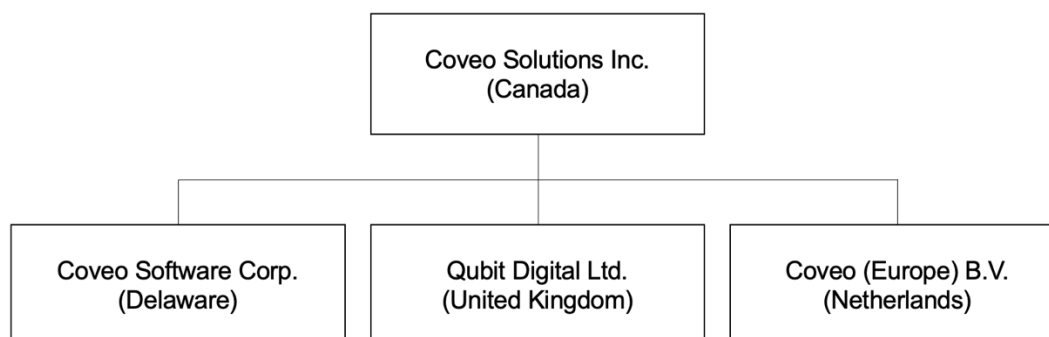 Coveo Solutions Inc.
(Canada)
Coveo Software Corp.
(Delaware)
Qubit Digital Ltd.
(United Kingdom)
Coveo (Europe) B.V.
(Netherlands)